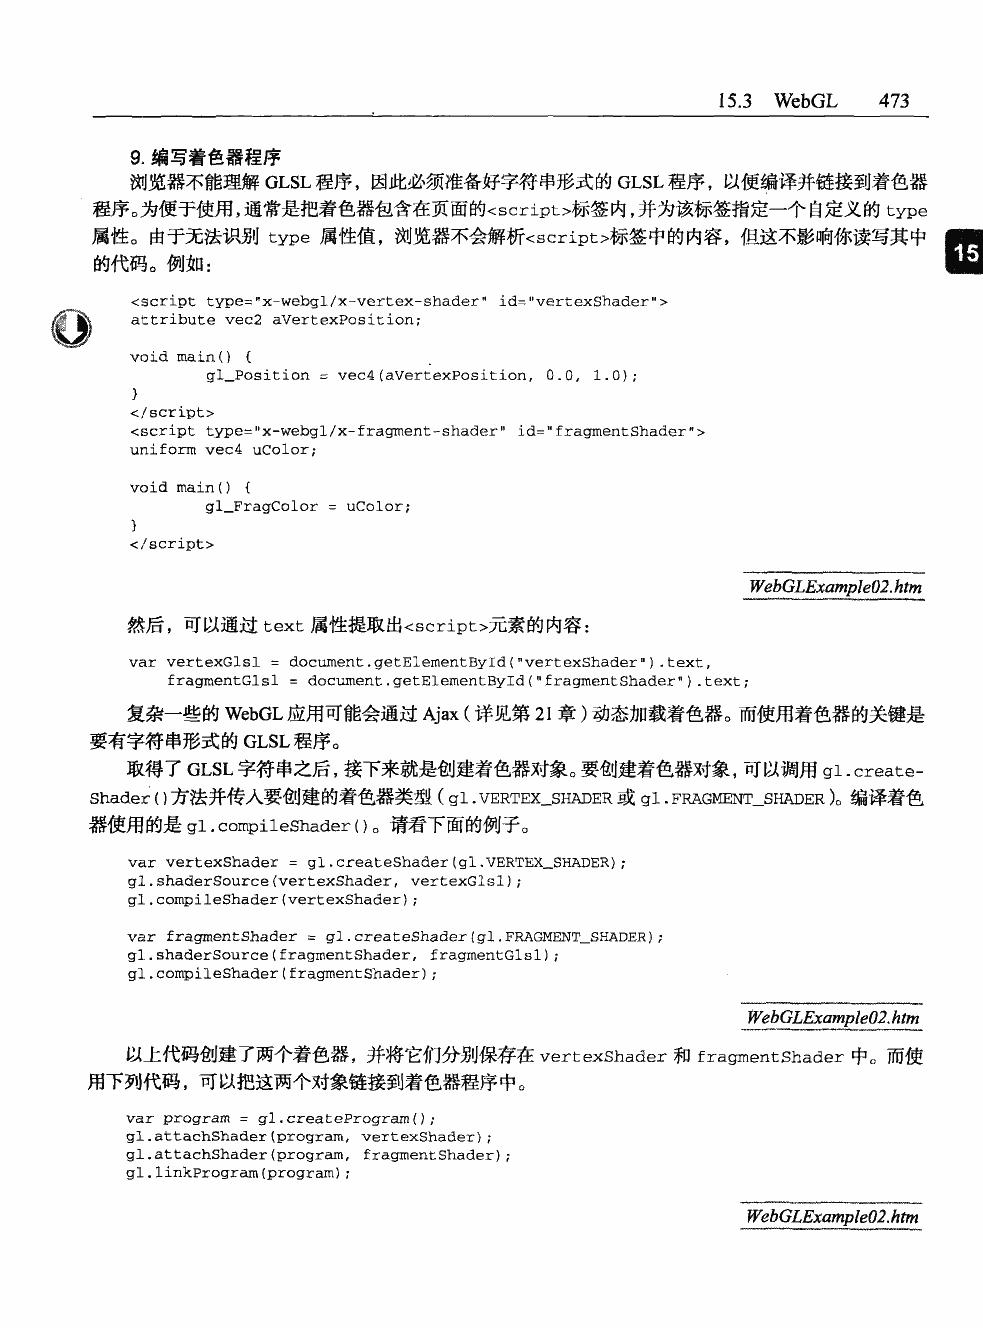 15.3 WebGL 473
9. 编写着色器程序
浏览器不能理解 GLSL 程序，因此必须准备好字符串形式的 GLSL 程序，以便编译并链接到着色器
程序。为便于使用，通常是把着色器包含在页面的<script>标签内，并为该标签指定一个自定义的 type
属性。由于无法识别 type 属性值，浏览器不会解析<script>标签中的内容，但这不影响你读写其中
的代码。例如：
15
<script type="x-webgl/x-vertex-shader" id="vertexShader">
attribute vec2 aVertexPosition;
void main() {
gl_Position = vec4(aVertexPosition, 0.0, 1.0);
}
</script>
<script type="x-webgl/x-fragment-shader" id="fragmentShader">
uniform vec4 uColor;
void main() {
gl_FragColor = uColor;
}
</script>
WebGLExample02.htm
然后，可以通过 text 属性提取出<script>元素的内容：
var vertexGlsl = document.getElementById("vertexShader").text,
fragmentGlsl = document.getElementById("fragmentShader").text;
复杂一些的 WebGL 应用可能会通过 Ajax（详见第 21 章）动态加载着色器。而使用着色器的关键是
要有字符串形式的 GLSL 程序。
取得了 GLSL 字符串之后，接下来就是创建着色器对象。要创建着色器对象，可以调用 gl.create-
Shader()方法并传入要创建的着色器类型（gl.VERTEX_SHADER 或 gl.FRAGMENT_SHADER）。编译着色
器使用的是 gl.compileShader()。请看下面的例子。
var vertexShader = gl.createShader(gl.VERTEX_SHADER);
gl.shaderSource(vertexShader, vertexGlsl);
gl.compileShader(vertexShader);
var fragmentShader = gl.createShader(gl.FRAGMENT_SHADER);
gl.shaderSource(fragmentShader, fragmentGlsl);
gl.compileShader(fragmentShader);
WebGLExample02.htm
以上代码创建了两个着色器，并将它们分别保存在 vertexShader 和 fragmentShader 中。而使
用下列代码，可以把这两个对象链接到着色器程序中。
var program = gl.createProgram();
gl.attachShader(program, vertexShader);
gl.attachShader(program, fragmentShader);
gl.linkProgram(program);
WebGLExample02.htm